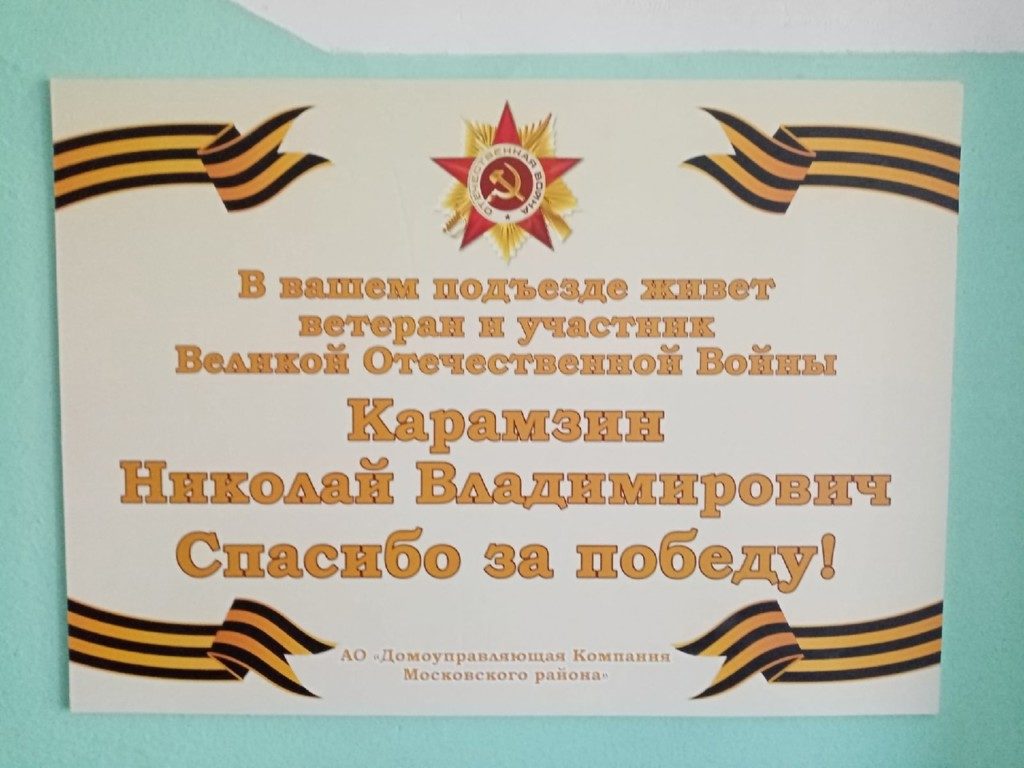 ОТЕЧЕСТВЕННАЯ ВОЙНА
В вашем подъезде живет
ветеран и участник
Великой Отечественной Войны
Карамзин
Николай Владимирович
Спасибо за победу!
АО «Домоуправляющая Компания
Московского района»